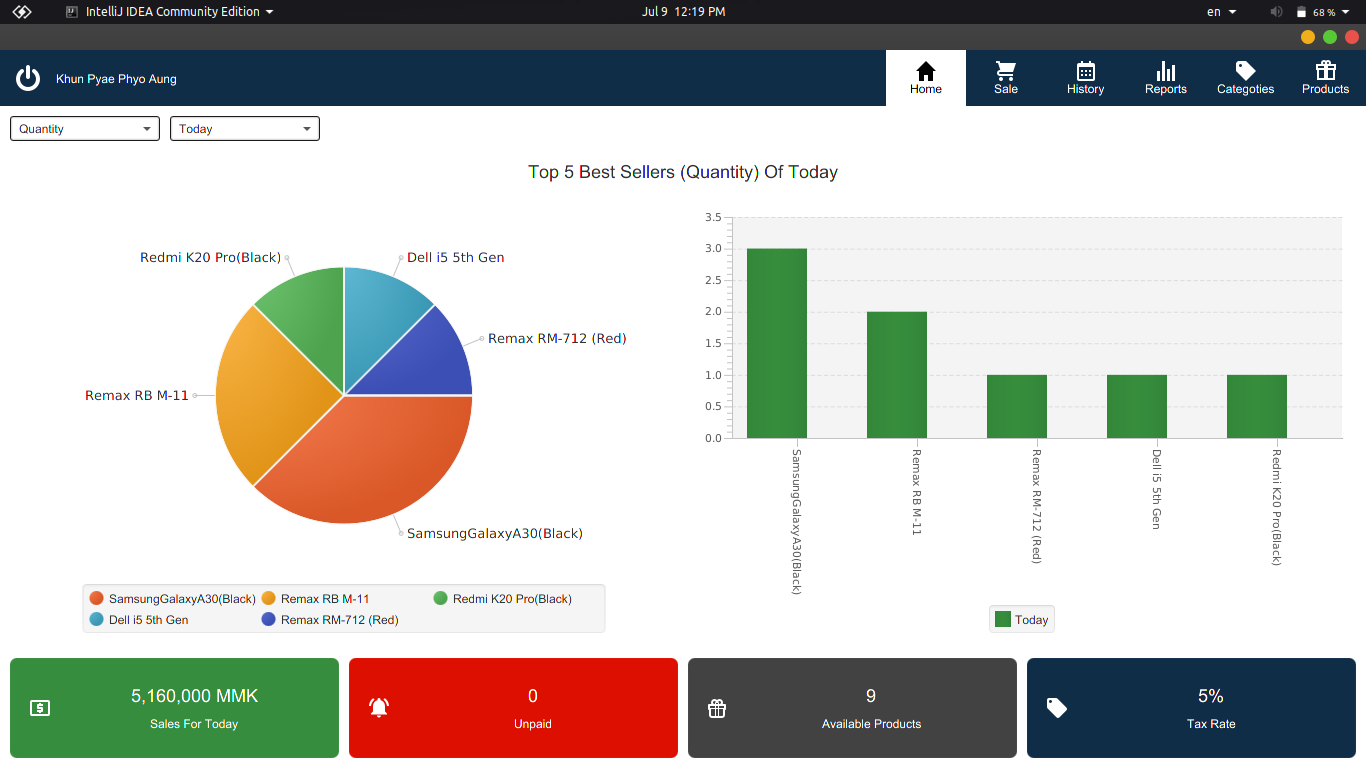 IntelliJ IDEA Community Edition
Jul 9 12:19 PM
en
68 %
Khun Pyae Phyo Aung
Home
Sale
History
Reports
Categoties
Products
Quantity
Today
Top 5 Best Sellers (Quantity) Of Today
Redmi K20 Pro(Black)
Dell i5 5th Gen
Remax RM-712 (Red)
Remax RB M-11
SamsungGalaxyA30(Black)
SamsungGalaxyA30(Black)
Remax RB M-11
Redmi K20 Pro(Black)
Dell i5 5th Gen
Remax RM-712 (Red)
3.5
3.0
2.5
2.0
1.5
1.0
0.5
0.0
SamsungGalaxyA30(Black)
Remax RB M-11
Remax RM-712 (Red)
Dell i5 5th Gen
Redmi K20 Pro(Black)
Today
5,160,000 MMK
Sales For Today
0
Unpaid
9
Available Products
5%
Tax Rate